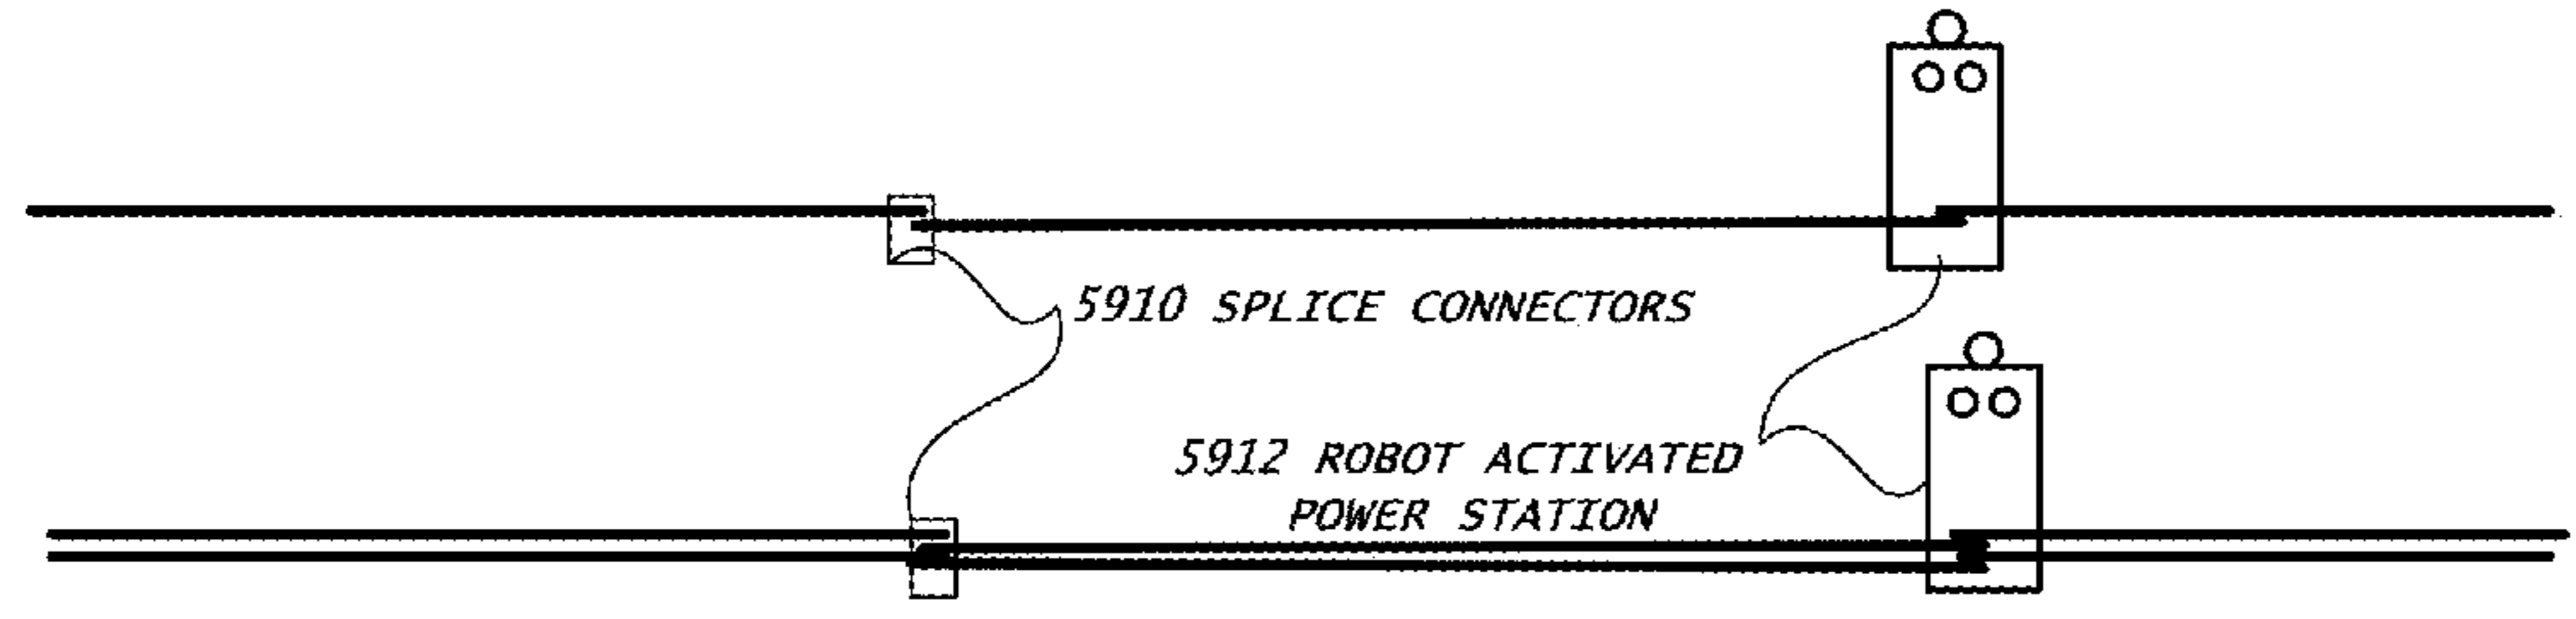 5910 SPLICE CONNECTORS
5912 ROBOT ACTIVATED
POWER STATION